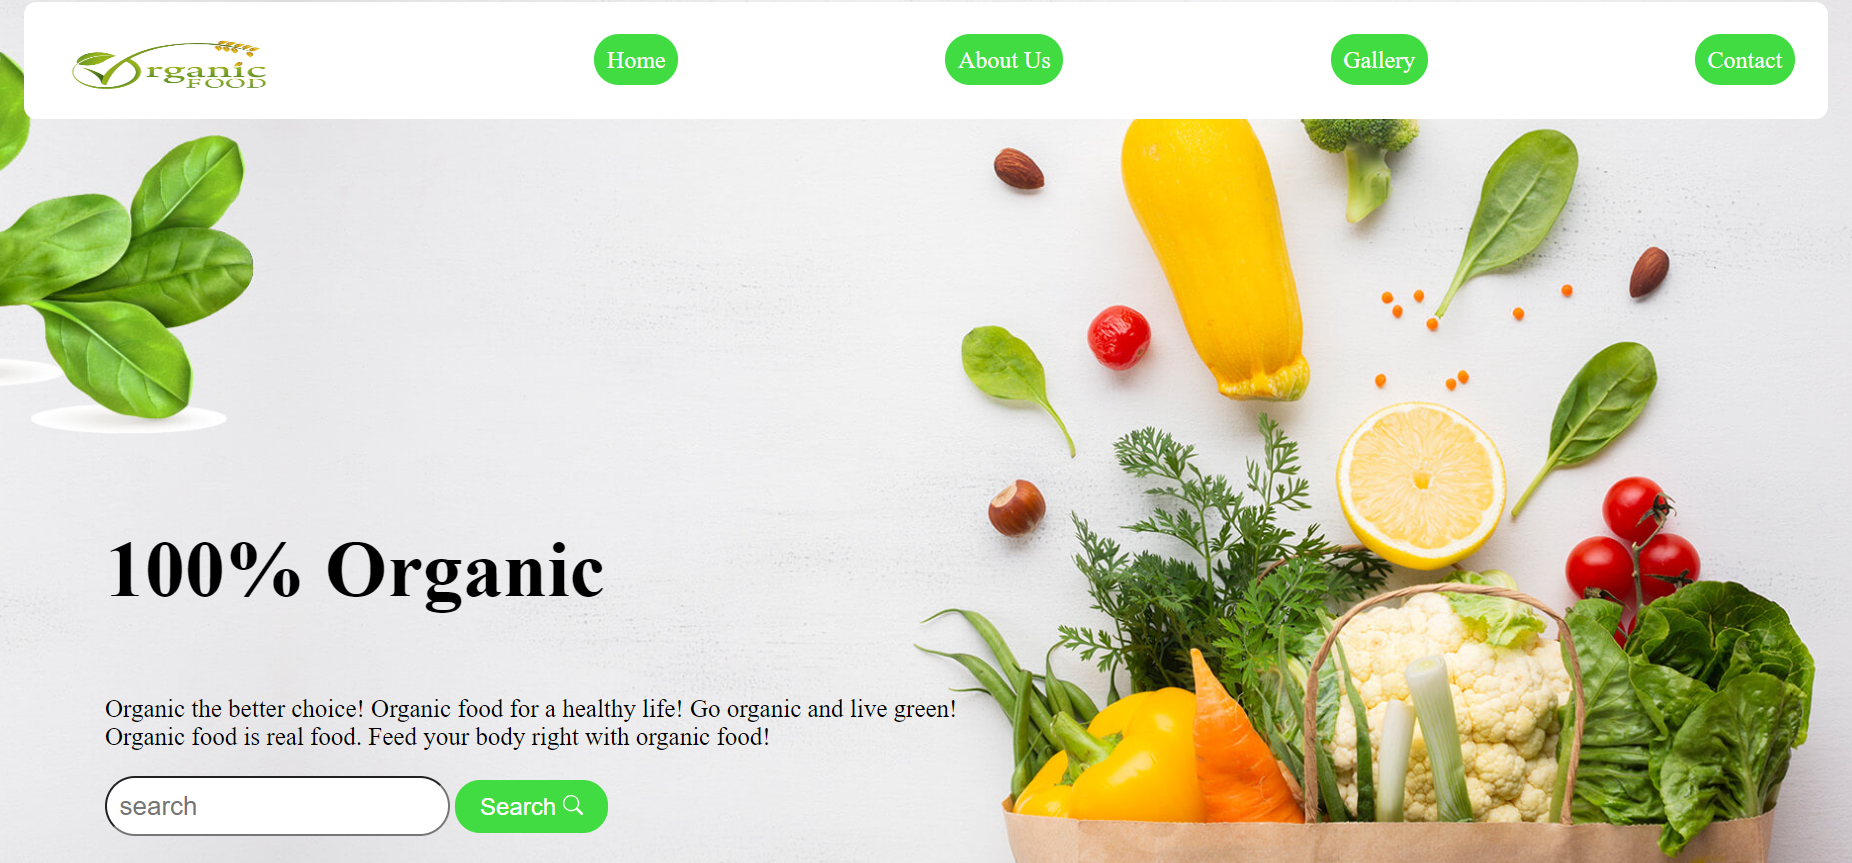 Organic
FOOD
Home
About Us
Gallery
Contact
100% Organic
Organic the better choice! Organic food for a healthy life! Go organic and live green!
Organic food is real food. Feed your body right with organic food!
search
Search